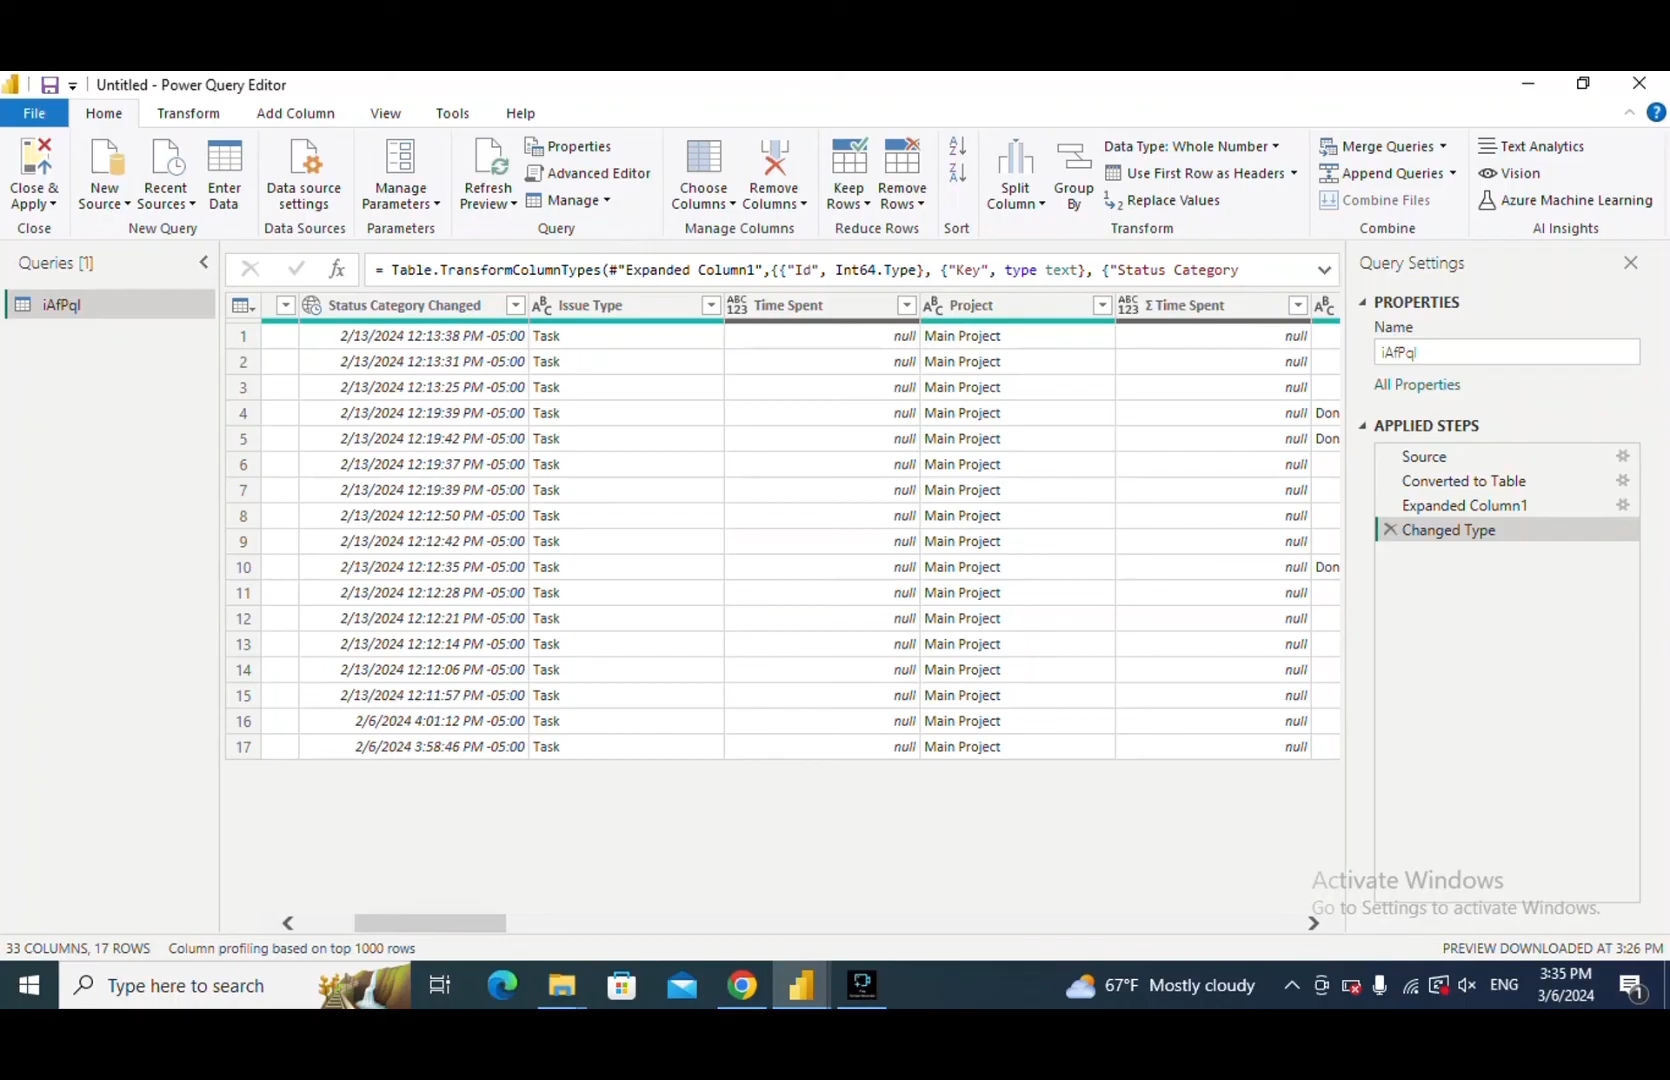 Untitled - Power Query Editor
File Home Transform Add Column View Tools Help
Close & Apply
New Source
Recent Sources
Enter Data
Data source settings
Manage Parameters
Refresh Preview
Properties
Advanced Editor
Manage
Choose Columns
Remove Columns
Keep Rows
Remove Rows
Split Column
Group By
Data Type: Whole Number
Use First Row as Headers
Replace Values
Merge Queries
Append Queries
Combine Files
Text Analytics
Vision
Azure Machine Learning
Close New Query Data Sources Parameters Query Manage Columns Reduce Rows Sort Transform Combine AI Insights
Queries [1]
iAfPql
fx = Table.TransformColumnTypes(#"Expanded Column1",{{"Id", Int64.Type}, {"Key", type text}, {"Status Category
Status Category Changed ABC Issue Type ABC 123 Time Spent ABC Project ABC 123 Σ Time Spent ABC
1 2/13/2024 12:13:38 PM -05:00 Task null Main Project null
2 2/13/2024 12:13:31 PM -05:00 Task null Main Project null
3 2/13/2024 12:13:25 PM -05:00 Task null Main Project null
4 2/13/2024 12:19:39 PM -05:00 Task null Main Project null Don
5 2/13/2024 12:19:42 PM -05:00 Task null Main Project null Don
6 2/13/2024 12:19:37 PM -05:00 Task null Main Project null
7 2/13/2024 12:19:39 PM -05:00 Task null Main Project null
8 2/13/2024 12:12:50 PM -05:00 Task null Main Project null
9 2/13/2024 12:12:42 PM -05:00 Task null Main Project null
10 2/13/2024 12:12:35 PM -05:00 Task null Main Project null Don
11 2/13/2024 12:12:28 PM -05:00 Task null Main Project null
12 2/13/2024 12:12:21 PM -05:00 Task null Main Project null
13 2/13/2024 12:12:14 PM -05:00 Task null Main Project null
14 2/13/2024 12:12:06 PM -05:00 Task null Main Project null
15 2/13/2024 12:11:57 PM -05:00 Task null Main Project null
16 2/6/2024 4:01:12 PM -05:00 Task null Main Project null
17 2/6/2024 3:58:46 PM -05:00 Task null Main Project null
Query Settings
PROPERTIES
Name
iAfPql
All Properties
APPLIED STEPS
Source
Converted to Table
Expanded Column1
Changed Type
Activate Windows
Go to Settings to activate Windows.
33 COLUMNS, 17 ROWS Column profiling based on top 1000 rows PREVIEW DOWNLOADED AT 3:26 PM
Type here to search
67°F Mostly cloudy
ENG
3:35 PM
3/6/2024
1